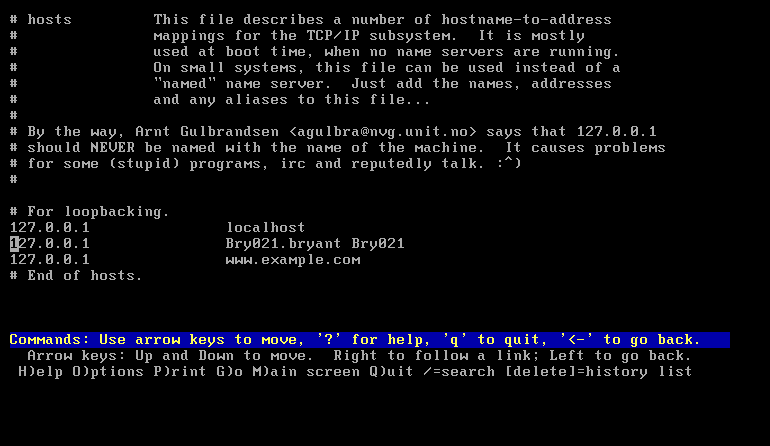 # hosts         This file describes a number of hostname-to-address
#               mappings for the TCP/IP subsystem.  It is mostly
#               used at boot time, when no name servers are running.
#               On small systems, this file can be used instead of a
#               "named" name server.  Just add the names, addresses
#               and any aliases to this file...
#
# By the way, Arnt Gulbrandsen <agulbra@nvg.unit.no> says that 127.0.0.1
# should NEVER be named with the name of the machine.  It causes problems
# for some (stupid) programs, irc and reputedly talk. :^)
#
# For loopbacking.
127.0.0.1               localhost
127.0.0.1               Bry021.bryant Bry021
127.0.0.1               www.example.com
# End of hosts.
Commands: Use arrow keys to move, '?' for help, 'q' to quit, '<-' to go back.
  Arrow keys: Up and Down to move.  Right to follow a link; Left to go back.
 H)elp O)ptions P)rint G)o M)ain screen Q)uit /=search [delete]=history list